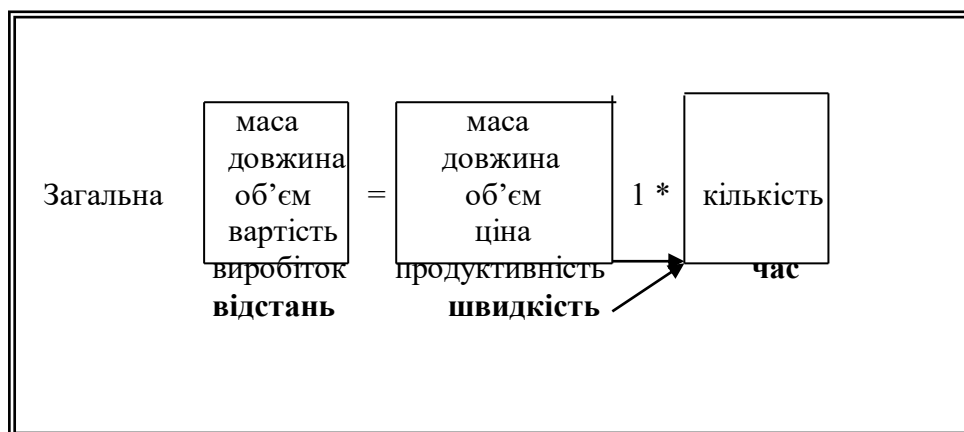 маса маса
довжина довжина
Загальна об’єм = об’єм 1 * кількість
вартість ціна
виробіток продуктивність час
відстань швидкість